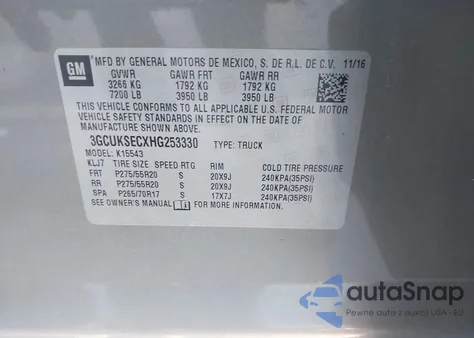 GM
MFD BY GENERAL MOTORS DE MEXICO, S. DE R.L. DE C.V. 11/16
GVWR GAWR FRT GAWR RR
3266 KG 1792 KG 1792 KG
7200 LB 3950 LB 3950 LB
THIS VEHICLE CONFORMS TO ALL APPLICABLE U.S. FEDERAL MOTOR
VEHICLE SAFETY STANDARDS IN EFFECT ON THE DATE OF
MANUFACTURE SHOWN ABOVE.
3GCUKSECXHG253330 TYPE: TRUCK
MODEL: K15543
KLJ7 TIRE SIZE SPEED RTG RIM COLD TIRE PRESSURE
FRT P275/55R20 S 20X9J 240KPA(35PSI)
RR P275/55R20 S 20X9J 240KPA(35PSI)
SPA P265/70R17 S 17X7J 240KPA(35PSI)
SEE OWNER'S MANUAL FOR ADDITIONAL INFORMATION.
autaSnap
Pewne auto z aukcji USA - EU